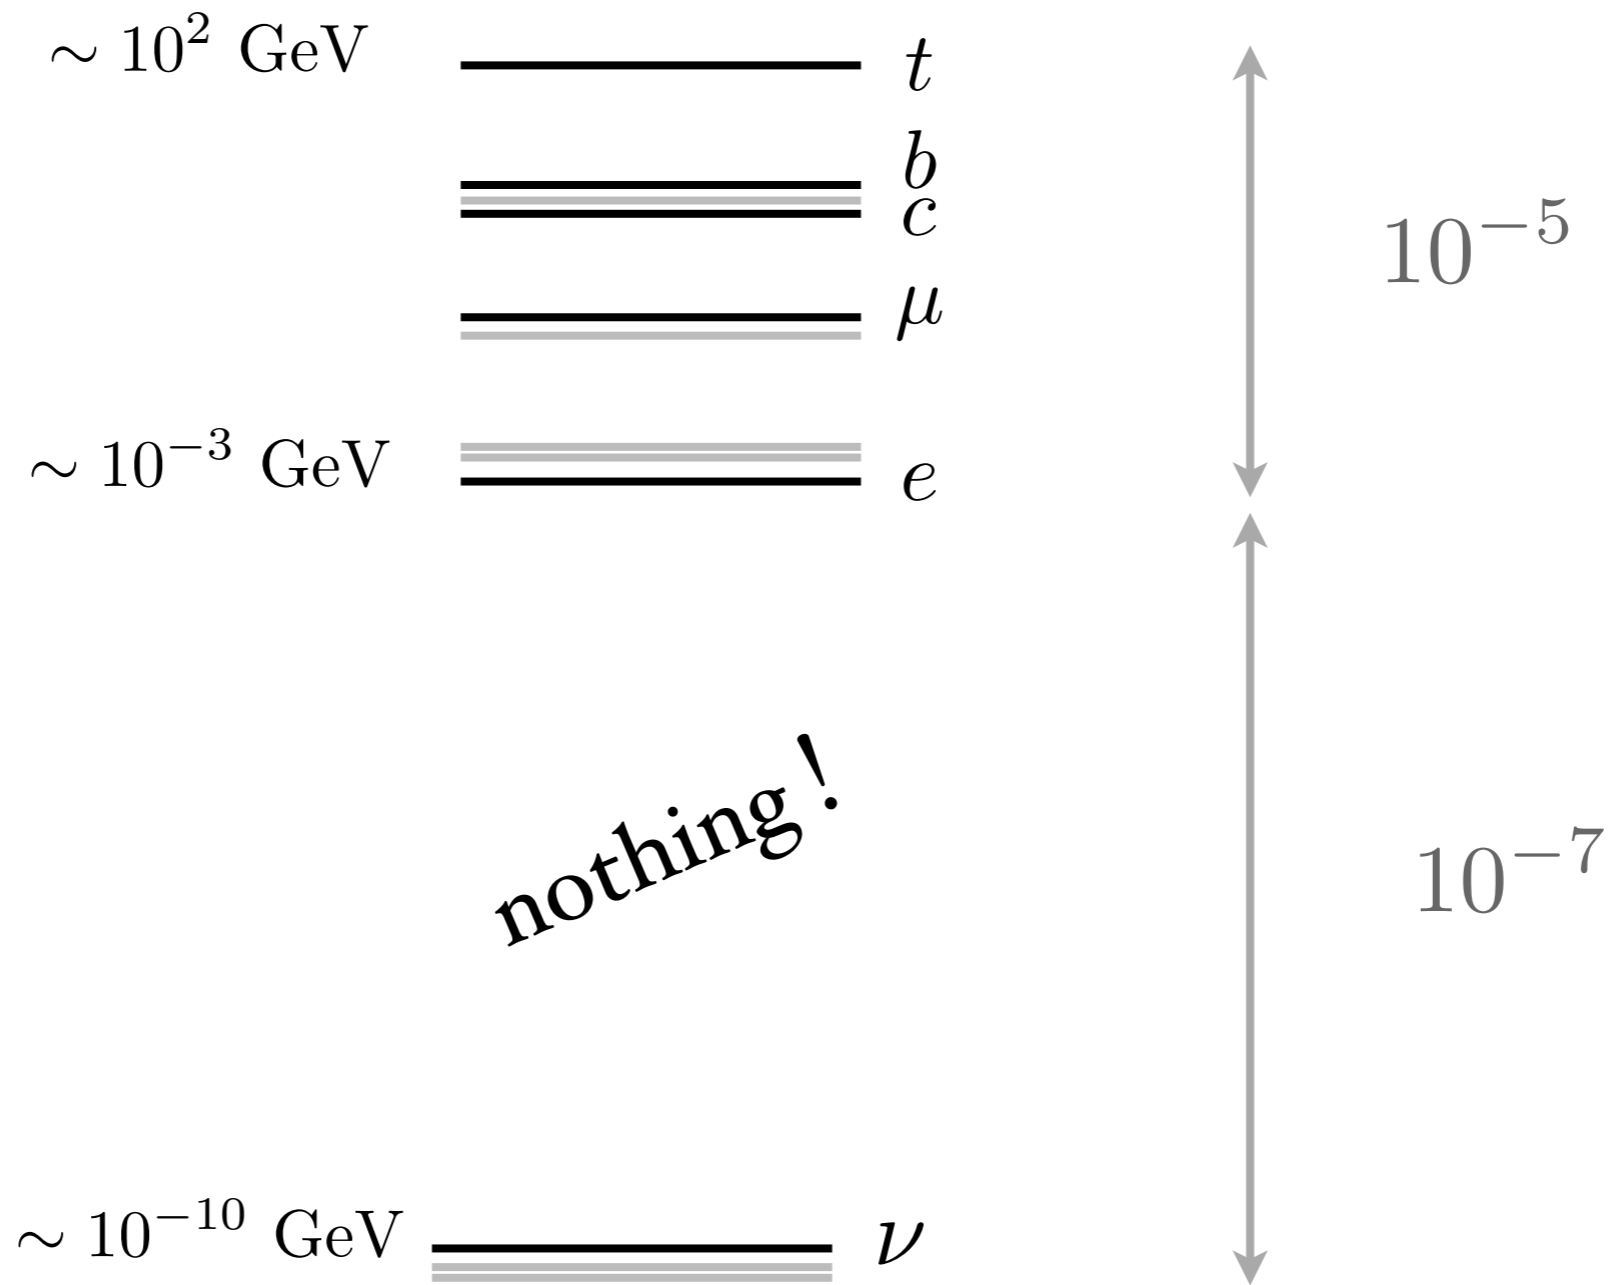 ~ 10² GeV
t
b
c
10⁻⁵
μ
~ 10⁻³ GeV
e
nothing!
10⁻⁷
~ 10⁻¹⁰ GeV
ν